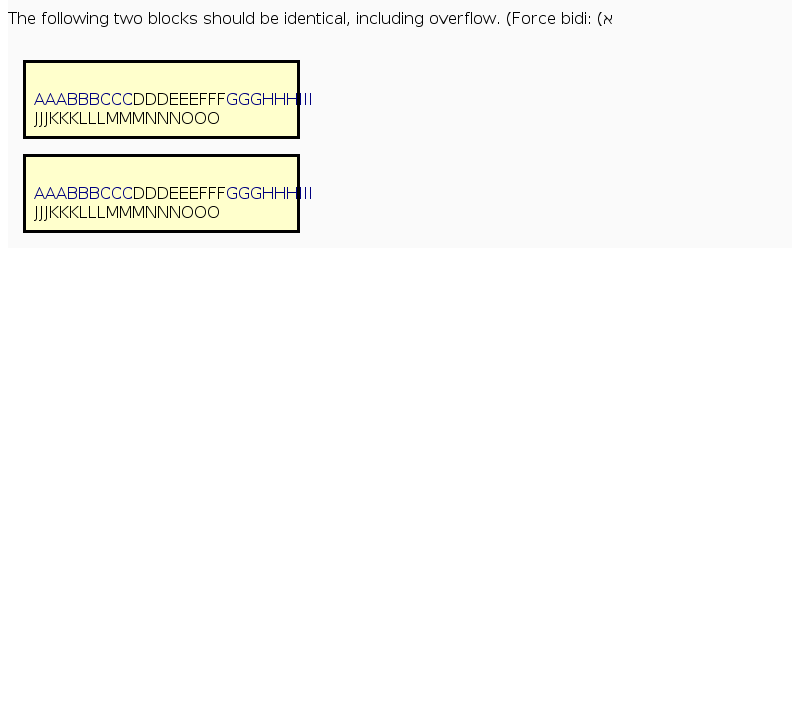 The following two blocks should be identical, including overflow. (Force bidi: (א
AAABBBCCCDDDEEEFFFGGGHHHIII
JJJKKKLLLMMMNNNOOO
AAABBBCCCDDDEEEFFFGGGHHHIII
JJJKKKLLLMMMNNNOOO